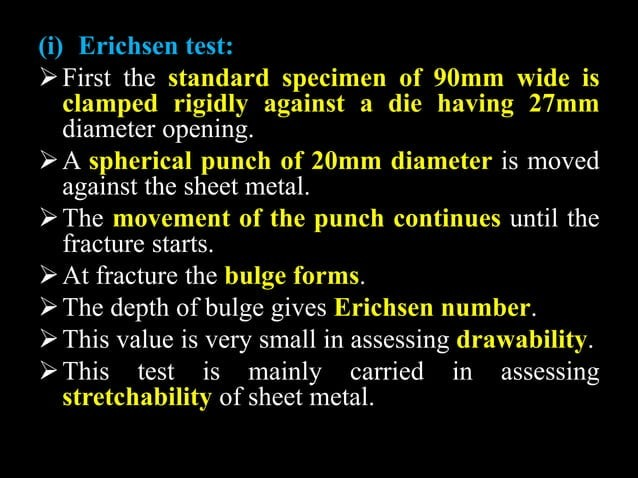 (i) Erichsen test:
➢First the standard specimen of 90mm wide is
clamped rigidly against a die having 27mm
diameter opening.
➢A spherical punch of 20mm diameter is moved
against the sheet metal.
➢The movement of the punch continues until the
fracture starts.
➢At fracture the bulge forms.
➢The depth of bulge gives Erichsen number.
➢This value is very small in assessing drawability.
➢This test is mainly carried in assessing
stretchability of sheet metal.